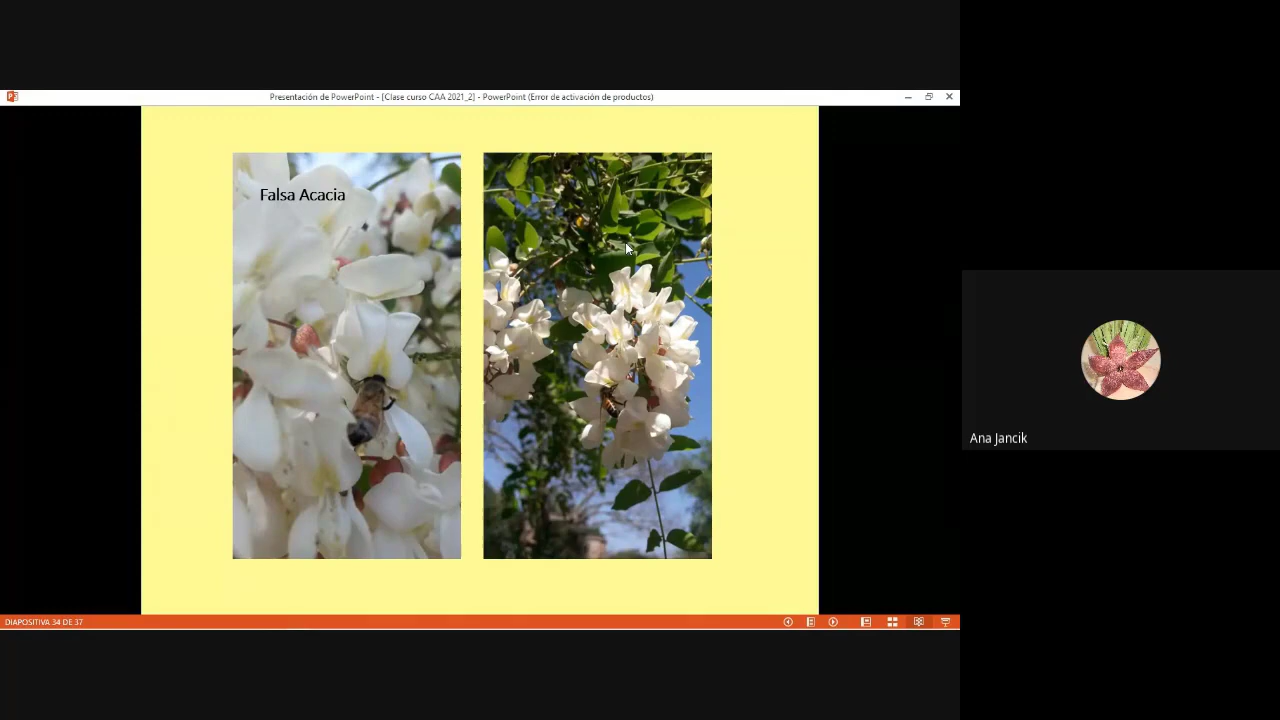 Presentación de PowerPoint - [Clase curso CAA 2021_2] - PowerPoint (Error de activación de productos)
Falsa Acacia
Ana Jancik
DIAPOSITIVA 34 DE 37